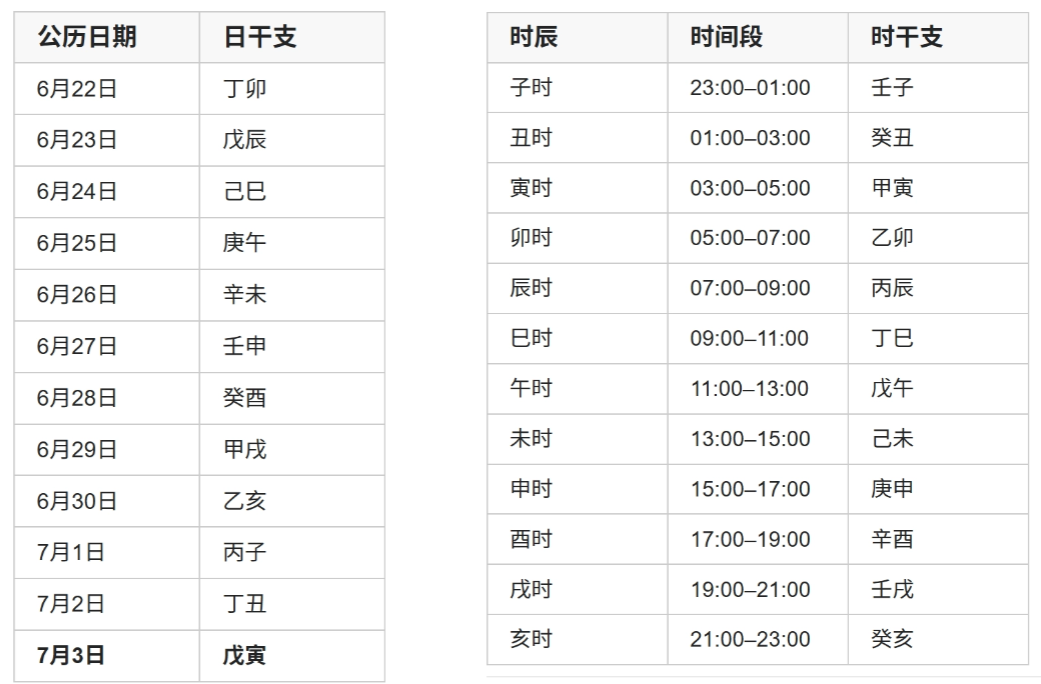 公历日期 日干支
6月22日 丁卯
6月23日 戊辰
6月24日 己巳
6月25日 庚午
6月26日 辛未
6月27日 壬申
6月28日 癸酉
6月29日 甲戌
6月30日 乙亥
7月1日 丙子
7月2日 丁丑
7月3日 戊寅
时辰 时间段 时干支
子时 23:00–01:00 壬子
丑时 01:00–03:00 癸丑
寅时 03:00–05:00 甲寅
卯时 05:00–07:00 乙卯
辰时 07:00–09:00 丙辰
巳时 09:00–11:00 丁巳
午时 11:00–13:00 戊午
未时 13:00–15:00 己未
申时 15:00–17:00 庚申
酉时 17:00–19:00 辛酉
戌时 19:00–21:00 壬戌
亥时 21:00–23:00 癸亥